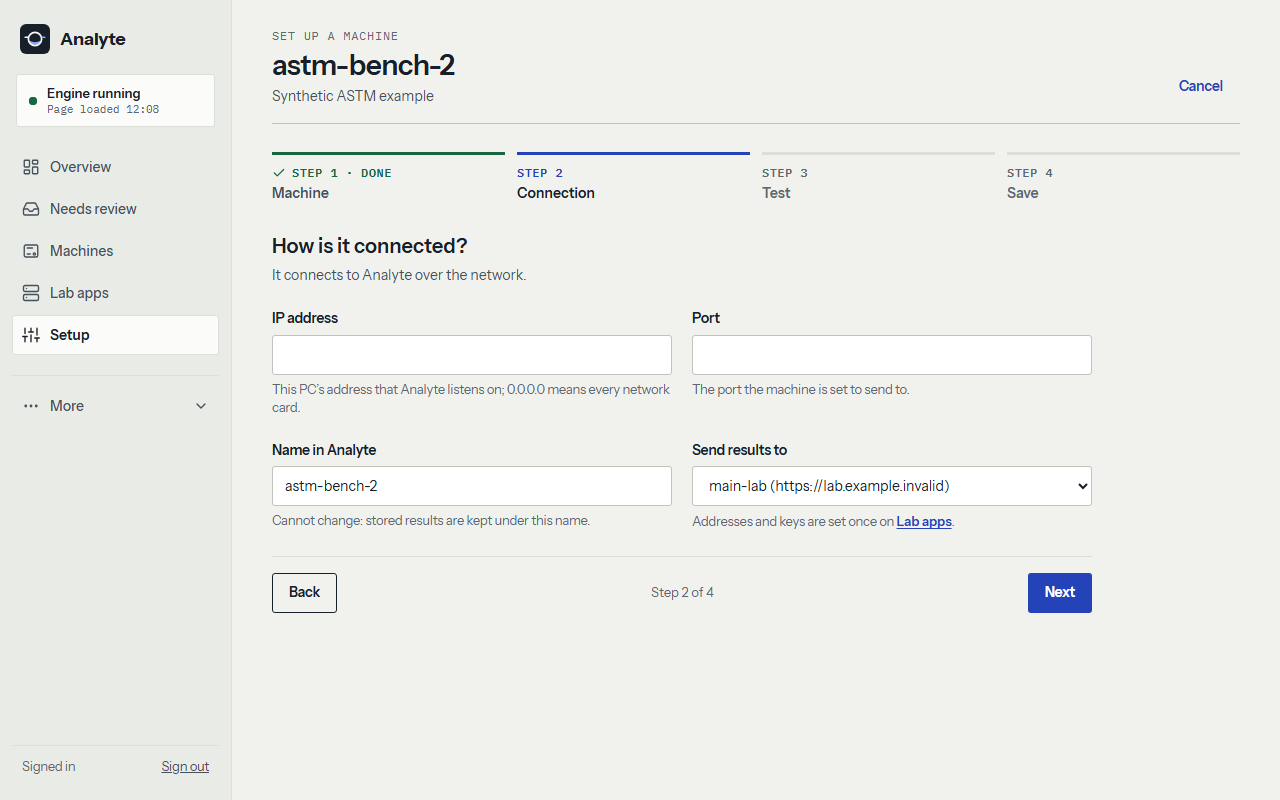 Analyte
Engine running
Page loaded 12:08
Overview
Needs review
Machines
Lab apps
Setup
More
Signed in
Sign out
SET UP A MACHINE
astm-bench-2
Synthetic ASTM example
Cancel
STEP 1 · DONE
Machine
STEP 2
Connection
STEP 3
Test
STEP 4
Save
How is it connected?
It connects to Analyte over the network.
IP address
This PC's address that Analyte listens on; 0.0.0.0 means every network
card.
Port
The port the machine is set to send to.
Name in Analyte
astm-bench-2
Cannot change: stored results are kept under this name.
Send results to
main-lab (https://lab.example.invalid)
Addresses and keys are set once on Lab apps.
Back
Step 2 of 4
Next